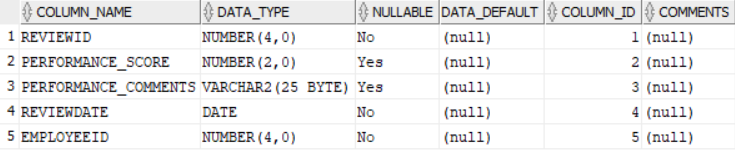 COLUMN_NAME DATA_TYPE NULLABLE DATA_DEFAULT COLUMN_ID COMMENTS
1 REVIEWID NUMBER(4,0) No (null) 1 (null)
2 PERFORMANCE_SCORE NUMBER(2,0) Yes (null) 2 (null)
3 PERFORMANCE_COMMENTS VARCHAR2(25 BYTE) Yes (null) 3 (null)
4 REVIEWDATE DATE No (null) 4 (null)
5 EMPLOYEEID NUMBER(4,0) No (null) 5 (null)